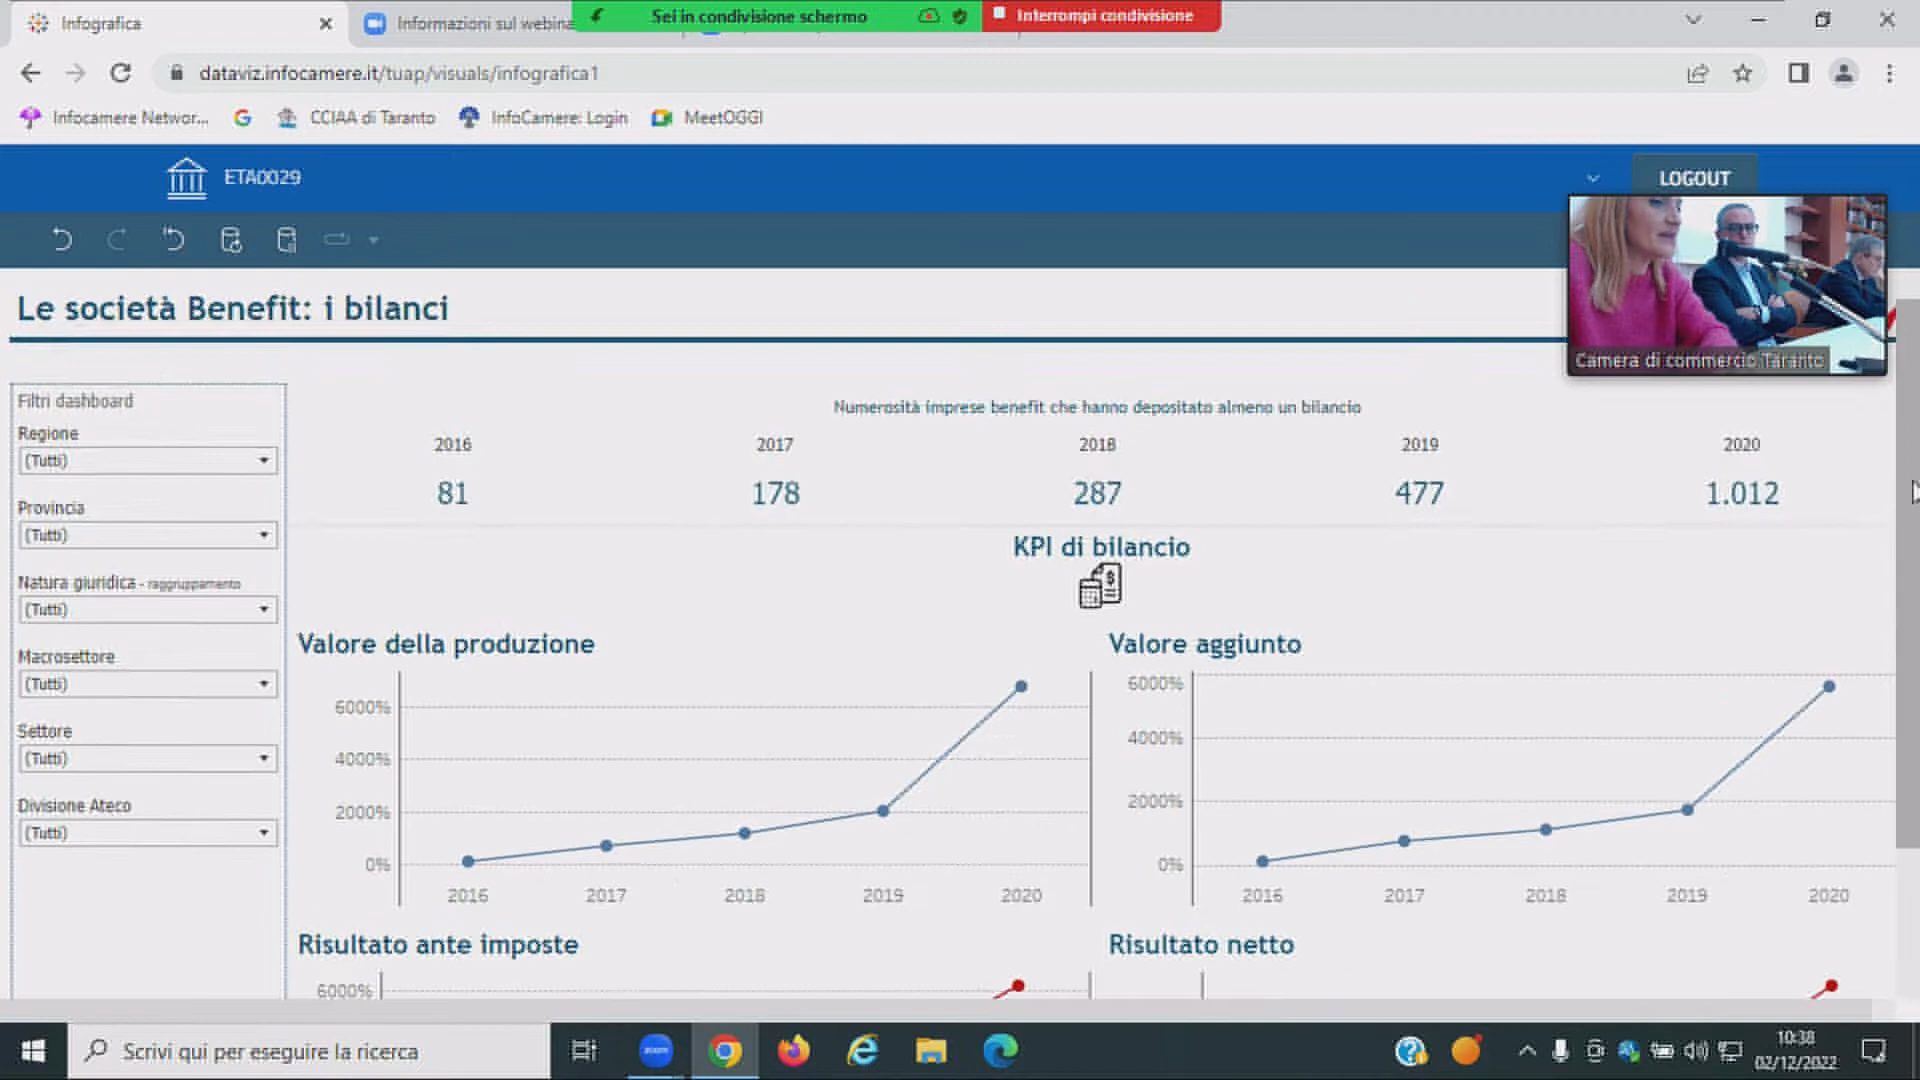 Infografica
Informazioni sul webina
Sei in condivisione schermo
Interrompi condivisione
dataviz.infocamere.it/tuap/visuals/infografica1
Infocamere Networ...
CCIAA di Taranto
InfoCamere: Login
MeetOGGI
ETA0029
LOGOUT
Camera di commercio Taranto
Le società Benefit: i bilanci
Filtri dashboard
Regione
(Tutti)
Provincia
(Tutti)
Natura giuridica - raggruppamento
(Tutti)
Macrosettore
(Tutti)
Settore
(Tutti)
Divisione Ateco
(Tutti)
Numerosità imprese benefit che hanno depositato almeno un bilancio
2016 2017 2018 2019 2020
81 178 287 477 1.012
KPI di bilancio
Valore della produzione
6000%
4000%
2000%
0%
2016 2017 2018 2019 2020
Valore aggiunto
6000%
4000%
2000%
0%
2016 2017 2018 2019 2020
Risultato ante imposte
6000%
Risultato netto
Scrivi qui per eseguire la ricerca
zoom
10:38
02/12/2022